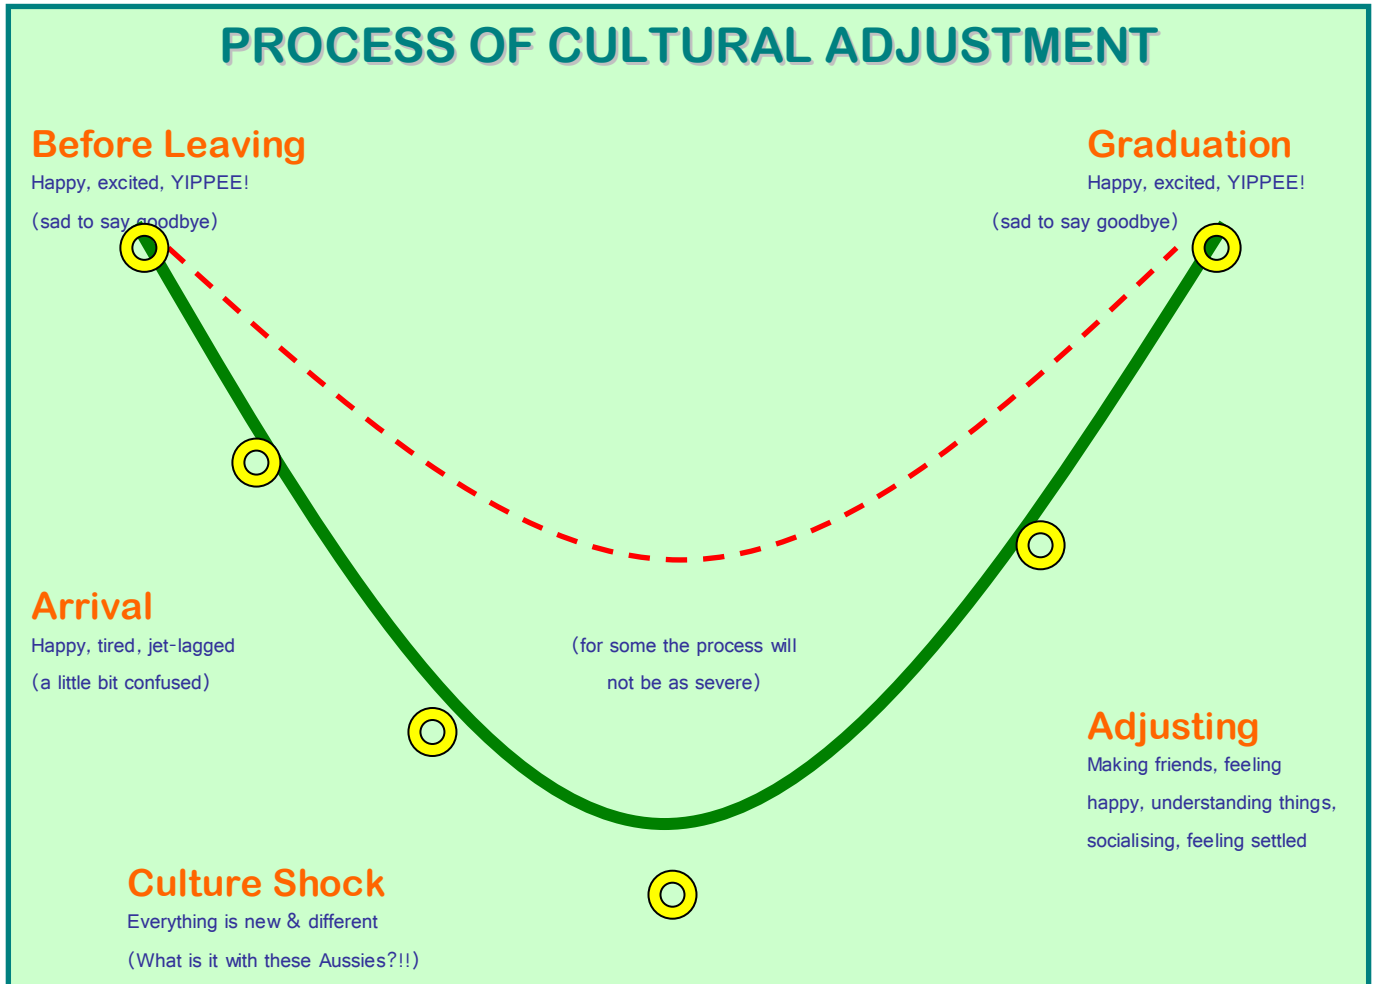 PROCESS OF CULTURAL ADJUSTMENT
Before Leaving
Happy, excited, YIPPEE!
(sad to say goodbye)
Graduation
Happy, excited, YIPPEE!
(sad to say goodbye)
Arrival
Happy, tired, jet-lagged
(a little bit confused)
(for some the process will
not be as severe)
Adjusting
Making friends, feeling
happy, understanding things,
socialising, feeling settled
Culture Shock
Everything is new & different
(What is it with these Aussies?!!)